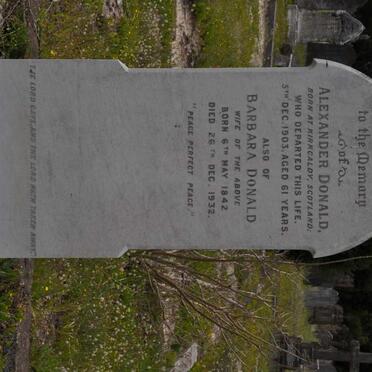 to the Memory
of
ALEXANDER DONALD,
BORN AT KIRKCALDY, SCOTLAND.
WHO DEPARTED THIS LIFE,
5TH DEC. 1903, AGED 61 YEARS.
ALSO OF
BARBARA DONALD
WIFE OF THE ABOVE
BORN 6TH MAY 1842
DIED 26TH DEC. 1932.
"PEACE PERFECT PEACE"
THE LORD GAVE, AND THE LORD HATH TAKEN AWAY.